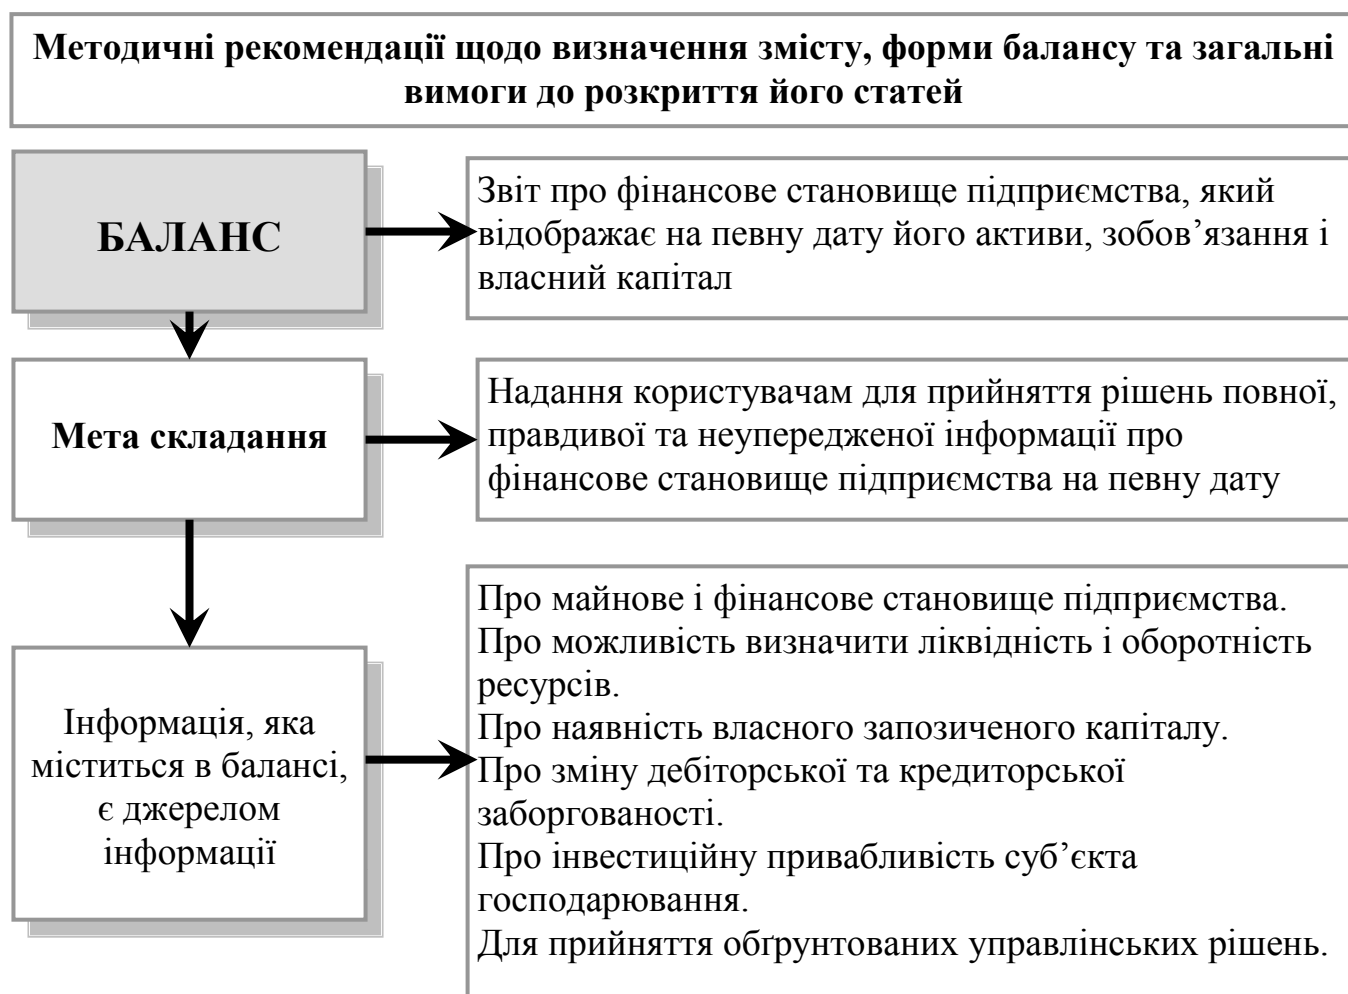 Методичні рекомендації щодо визначення змісту, форми балансу та загальні
вимоги до розкриття його статей
БАЛАНС
Звіт про фінансове становище підприємства, який
відображає на певну дату його активи, зобов’язання і
власний капітал
Мета складання
Надання користувачам для прийняття рішень повної,
правдивої та неупередженої інформації про
фінансове становище підприємства на певну дату
Інформація, яка
міститься в балансі,
є джерелом
інформації
Про майнове і фінансове становище підприємства.
Про можливість визначити ліквідність і оборотність
ресурсів.
Про наявність власного запозиченого капіталу.
Про зміну дебіторської та кредиторської
заборгованості.
Про інвестиційну привабливість суб’єкта
господарювання.
Для прийняття обґрунтованих управлінських рішень.